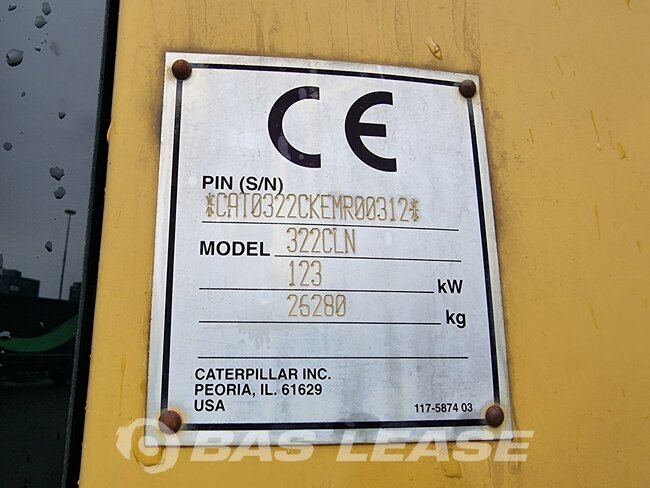 CE
PIN (S/N)
*CAT0322CKEMR00312*
MODEL 322CLN
123 kW
26280 kg
CATERPILLAR INC.
PEORIA, IL. 61629
USA
117-5874 03
BAS LEASE